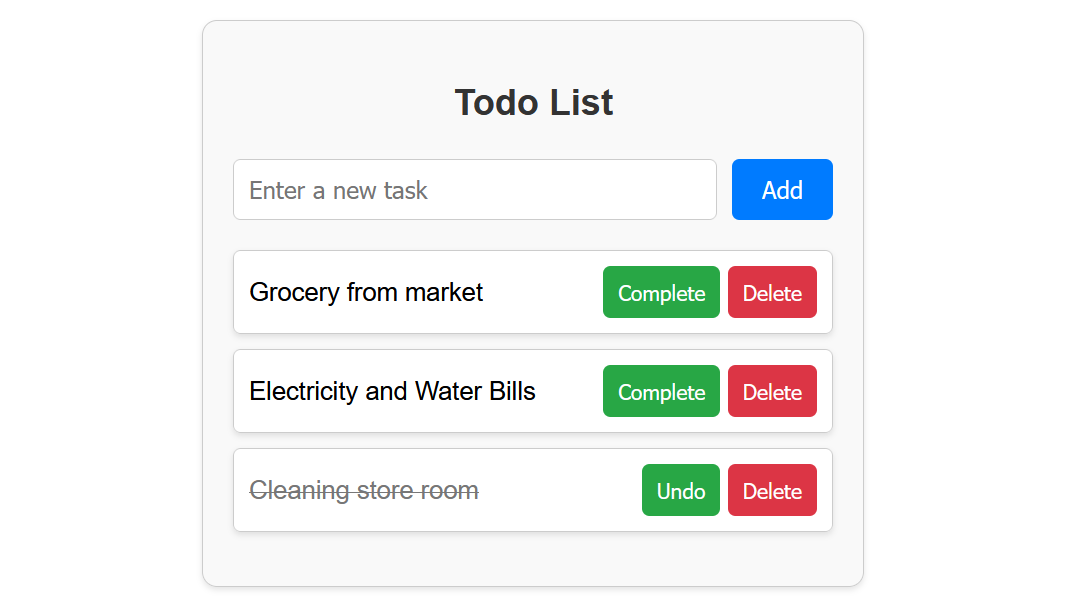 Todo List
Enter a new task Add
Grocery from market Complete Delete
Electricity and Water Bills Complete Delete
Cleaning store room Undo Delete